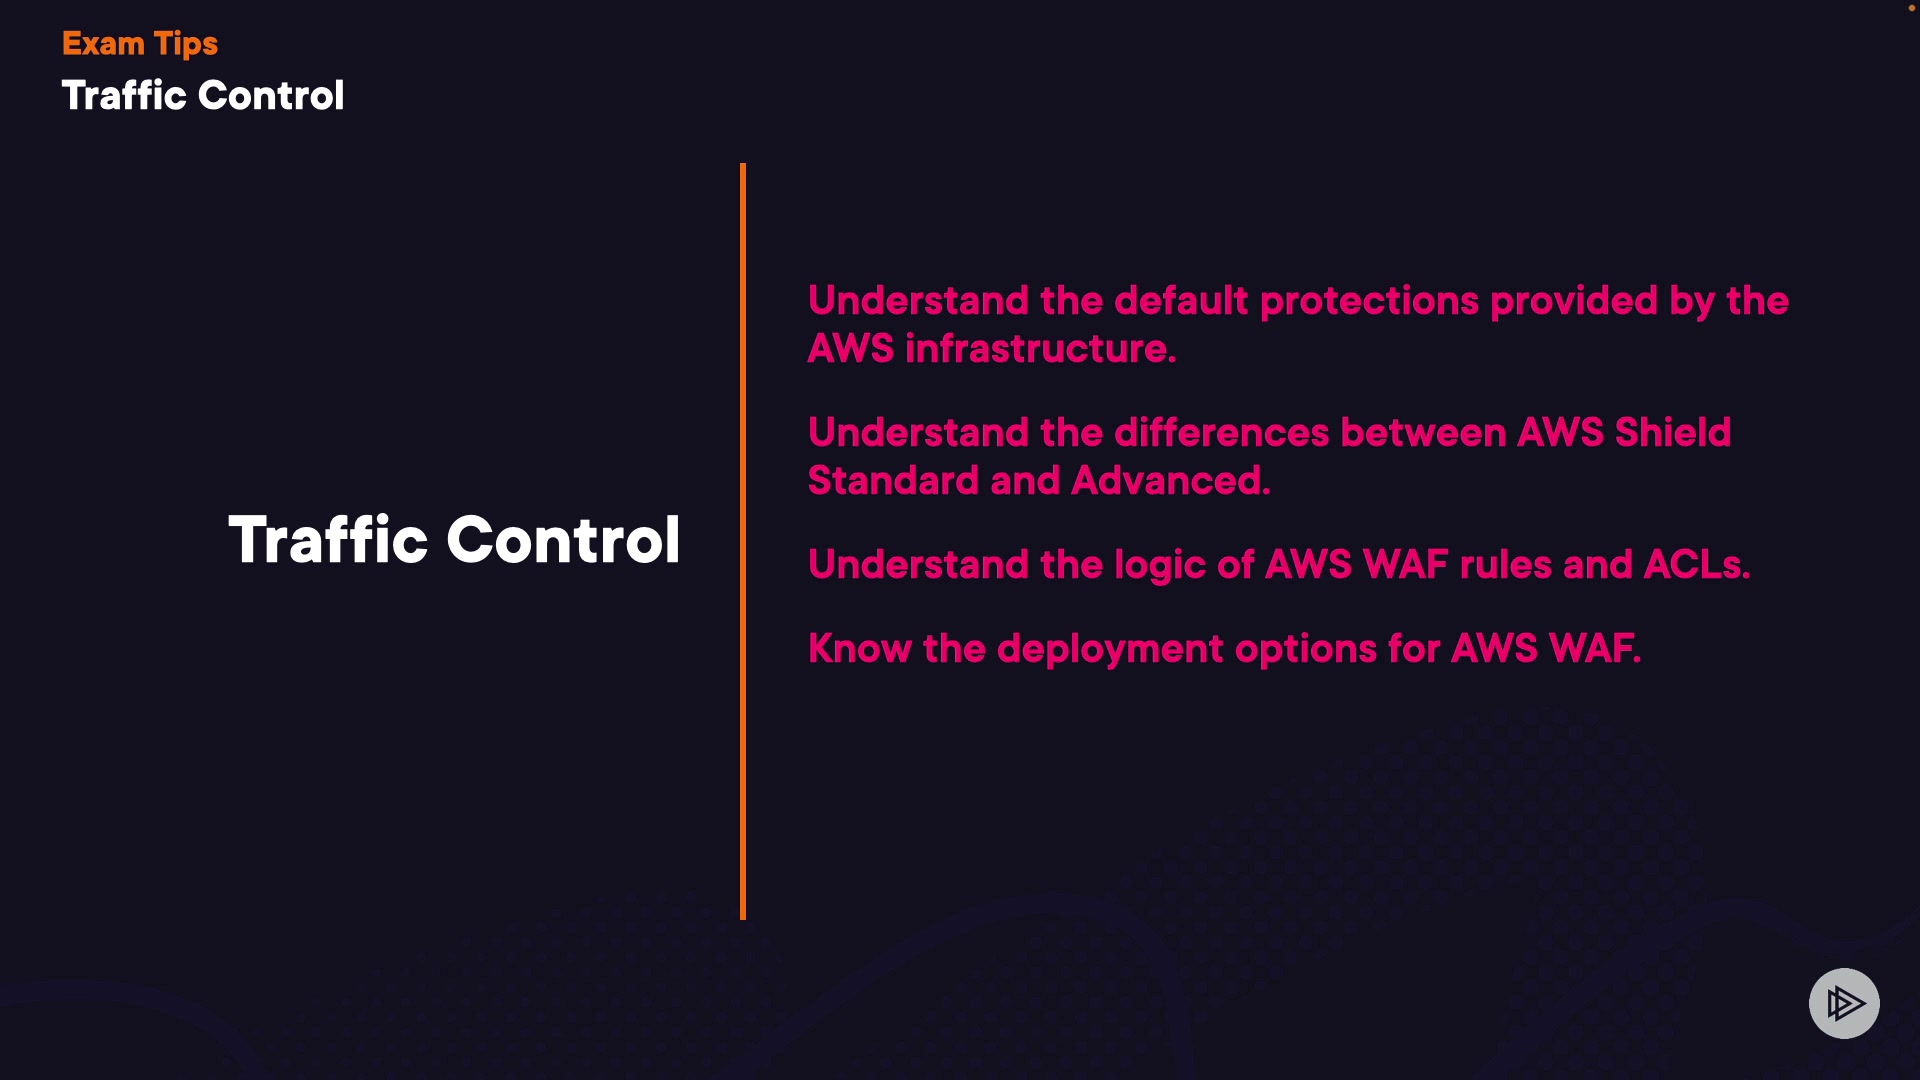 Exam Tips
Traffic Control
Traffic Control
Understand the default protections provided by the
AWS infrastructure.
Understand the differences between AWS Shield
Standard and Advanced.
Understand the logic of AWS WAF rules and ACLs.
Know the deployment options for AWS WAF.